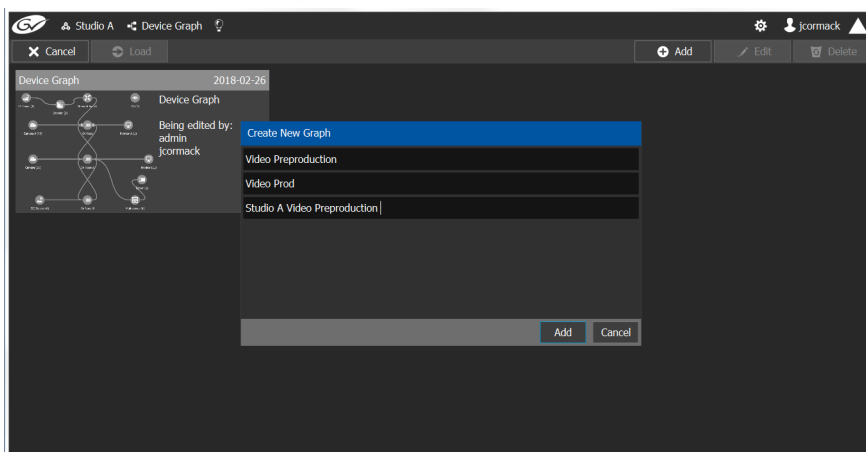 GV Studio A Device Graph jcormack
Cancel Load Add Edit Delete
Device Graph 2018-02-26
Device Graph
Being edited by:
admin
jcormack
Create New Graph
Video Preproduction
Video Prod
Studio A Video Preproduction
Add Cancel